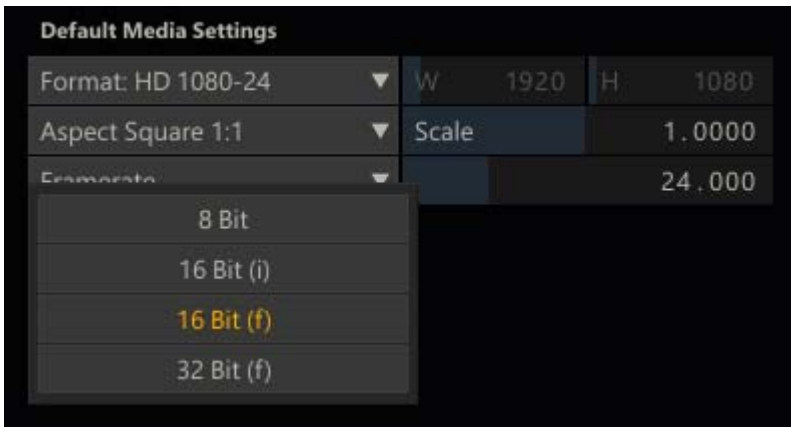 Default Media Settings
Format: HD 1080-24 W 1920 H 1080
Aspect Square 1:1 Scale 1.0000
Framerate 24.000
8 Bit
16 Bit (i)
16 Bit (f)
32 Bit (f)